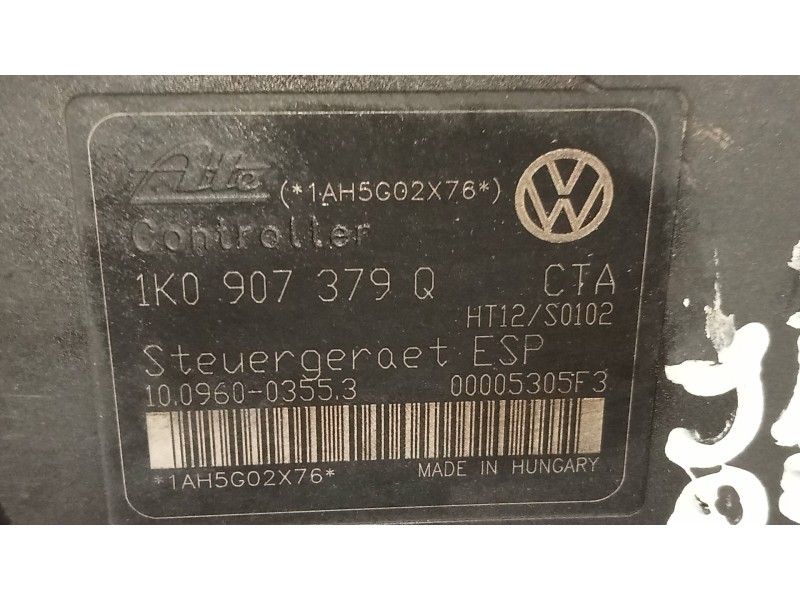 Ate (*1AH5G02X76*)
Controller
1K0 907 379 Q CTA
HT12/S0102
Steuergeraet ESP
10.0960-0355.3 00005305F3
*1AH5G02X76* MADE IN HUNGARY